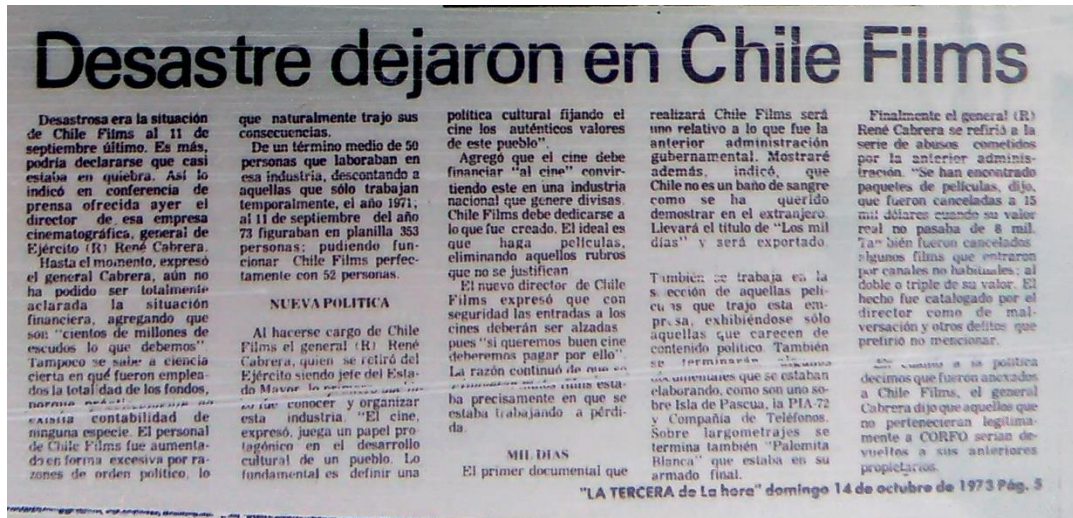 Desastre dejaron en Chile Films
Desastrosa era la situación
de Chile Films al 11 de
septiembre último. Es más,
podría declararse que casi
estaba en quiebra. Así lo
indicó en conferencia de
prensa ofrecida ayer el
director de esa empresa
cinematográfica, general de
Ejército (R) René Cabrera.
Hasta el momento, expresó
el general Cabrera, aún no
ha podido ser totalmente
aclarada la situación
financiera, agregando que
son "cientos de millones de
escudos lo que debemos".
Tampoco se sabe a ciencia
cierta en qué fueron emplea-
dos la totalidad de los fondos,
porque
existía contabilidad de
ninguna especie. El personal
de Chile Films fue aumenta-
do en forma excesiva por ra-
zones de orden político, lo
que naturalmente trajo sus
consecuencias.
De un término medio de 50
personas que laboraban en
esa industria, descontando a
aquellas que sólo trabajan
temporalmente, el año 1971;
al 11 de septiembre del año
73 figuraban en planilla 353
personas; pudiendo fun-
cionar Chile Films perfec-
tamente con 52 personas.
NUEVA POLITICA
Al hacerse cargo de Chile
Films el general (R) René
Cabrera, quien se retiró del
Ejército siendo jefe del Esta-
do Mayor, lo primero
fue conocer y organizar
esta industria "El cine,
expresó, juega un papel pro-
tagónico en el desarrollo
cultural de un pueblo. Lo
fundamental es definir una
política cultural fijando el
cine los auténticos valores
de este pueblo".
Agregó que el cine debe
financiar "al cine" convir-
tiendo este en una industria
nacional que genere divisas.
Chile Films debe dedicarse a
lo que fue creado. El ideal es
que haga películas,
eliminando aquellos rubros
que no se justifican.
El nuevo director de Chile
Films expresó que con
seguridad las entradas a los
cines deberán ser alzadas
pues "si queremos buen cine
deberemos pagar por ello".
La razón continuó de que se
esta-
ba precisamente en que se
estaba trabajando a pérdi-
da.
MIL DIAS
El primer documental que
realizará Chile Films será
uno relativo a lo que fue la
anterior administración
gubernamental. Mostraré
además, indicó, que
Chile no es un baño de sangre
como se ha querido
demostrar en el extranjero.
Llevará el título de "Los mil
días" y será exportado.
También se trabaja en la
s ección de aquellas pelí-
culas que trajo esta em-
presa, exhibiéndose sólo
aquellas que carecen de
contenido político. También
se terminarán
documentales que se estaban
elaborando, como son uno so-
bre Isla de Pascua, la PIA-72
y Compañía de Teléfonos.
Sobre largometrajes se
termina también "Palomita
Blanca" que estaba en su
armado final.
Finalmente el general (R)
René Cabrera se refirió a la
serie de abusos cometidos
por la anterior adminis-
tración. "Se han encontrado
paquetes de películas, dijo,
que fueron canceladas a 15
mil dólares cuando su valor
real no pasaba de 8 mil.
También fueron cancelados
algunos films que entraron
por canales no habituales; al
doble o triple de su valor. El
hecho fue catalogado por el
director como de mal-
versación y otros delitos que
prefirió no mencionar.
En cuanto a la política
decimos que fueron anexados
a Chile Films, el general
Cabrera dijo que aquellos que
no pertenecieran legítima-
mente a CORFO serían de-
vueltos a sus anteriores
propietarios.
"LA TERCERA de La hora" domingo 14 de octubre de 1973 Pág. 5